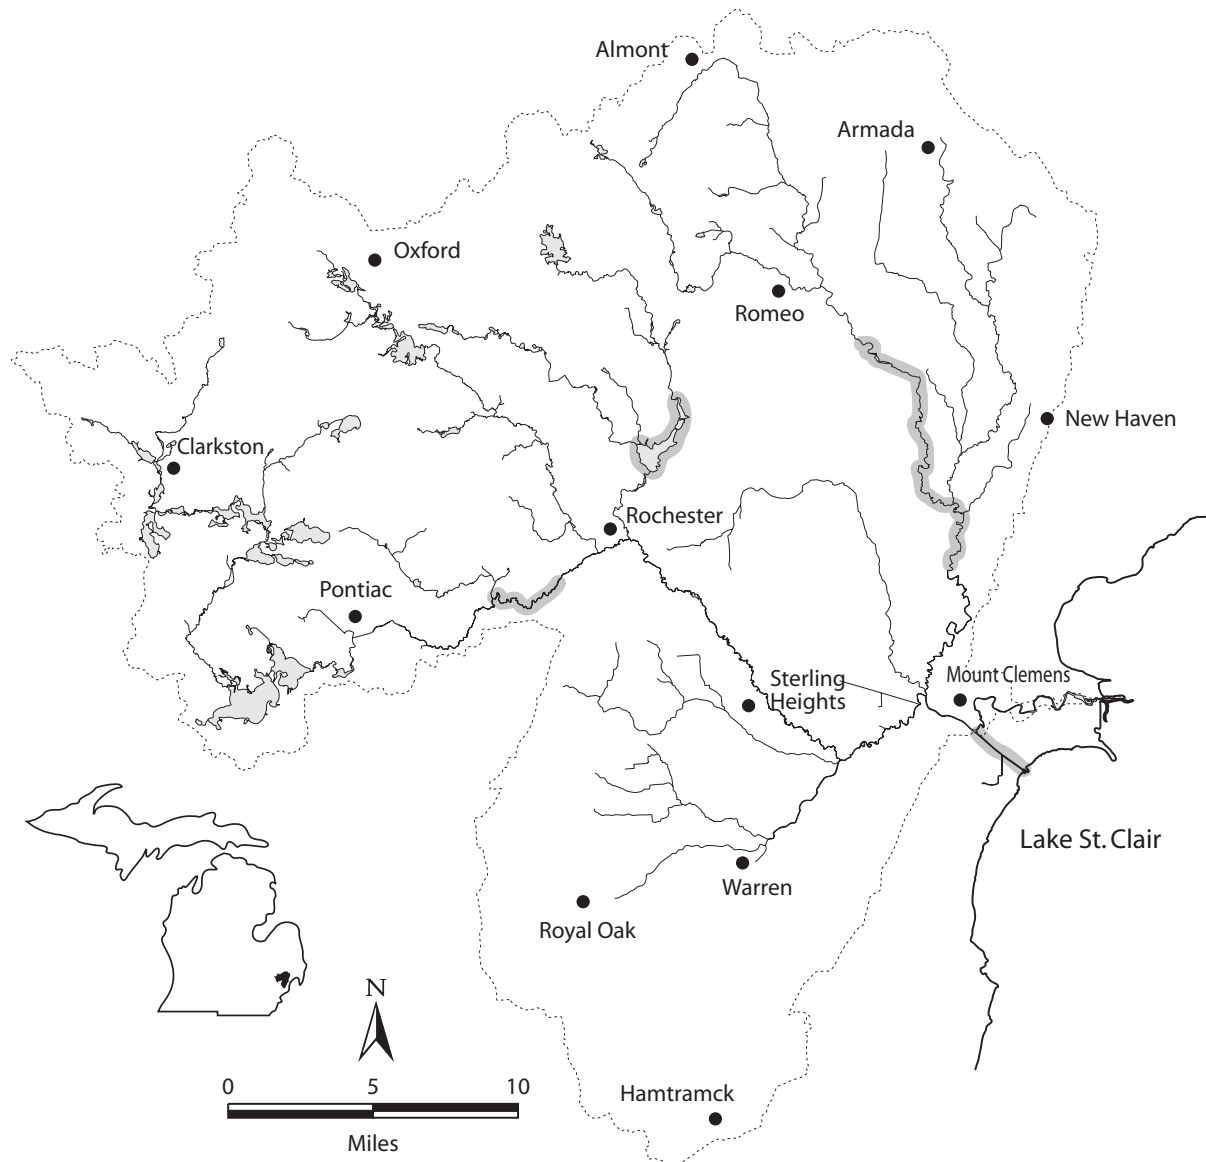 Almont
Armada
Oxford
Romeo
New Haven
Clarkston
Rochester
Pontiac
Mount Clemens
Sterling
Heights
Lake St. Clair
Warren
Royal Oak
N
0 5 10
Miles
Hamtramck